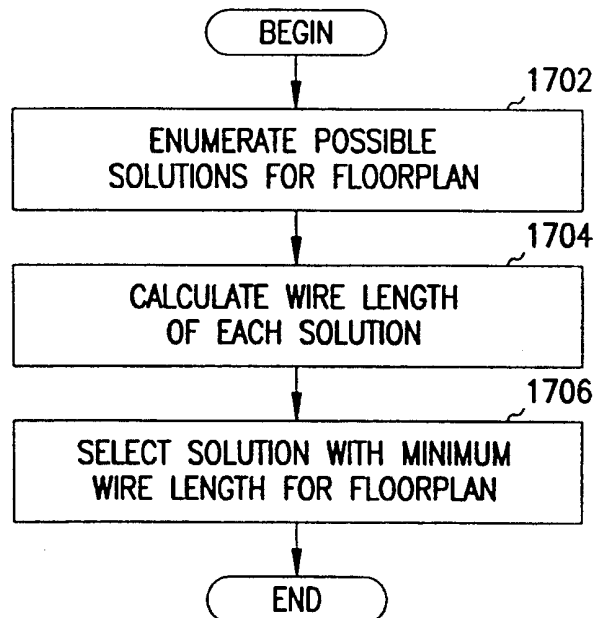 BEGIN
1702
ENUMERATE POSSIBLE
SOLUTIONS FOR FLOORPLAN
1704
CALCULATE WIRE LENGTH
OF EACH SOLUTION
1706
SELECT SOLUTION WITH MINIMUM
WIRE LENGTH FOR FLOORPLAN
END